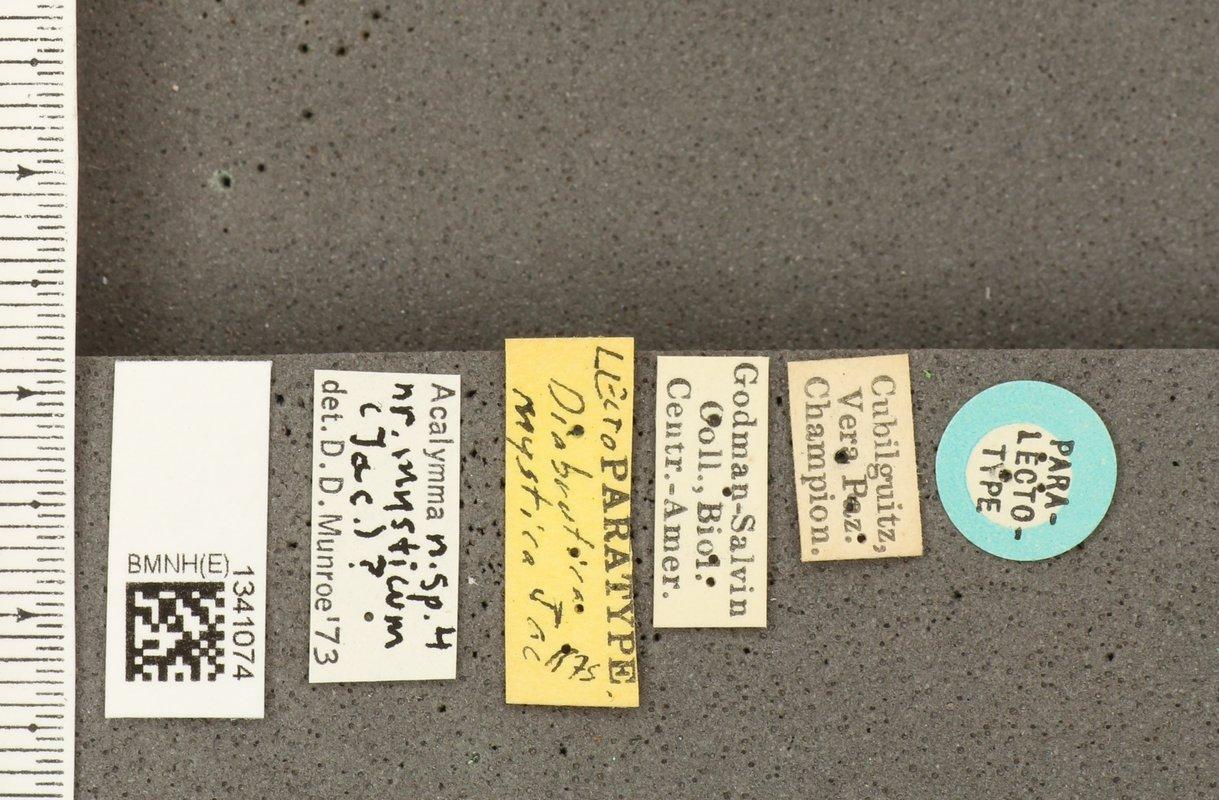 BMNH(E)
1341074
Acalymma n.sp.4
nr. mysticum
(Jac.)?
det. D.D. Munroe '73
LECTOPARATYPE.
Diabrotica
mystica Jac
Godman-Salvin
Coll., Biol.
Centr.-Amer.
Cubilguitz,
Vera Paz.
Champion.
PARA-
LECTO-
TYPE